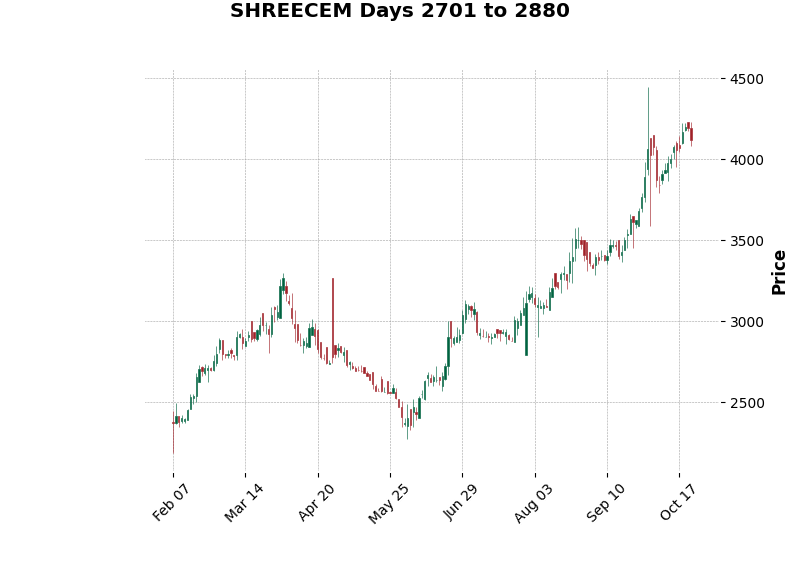 SHREECEM Days 2701 to 2880
4500
4000
3500
3000
2500
Price
Feb 07
Mar 14
Apr 20
May 25
Jun 29
Aug 03
Sep 10
Oct 17